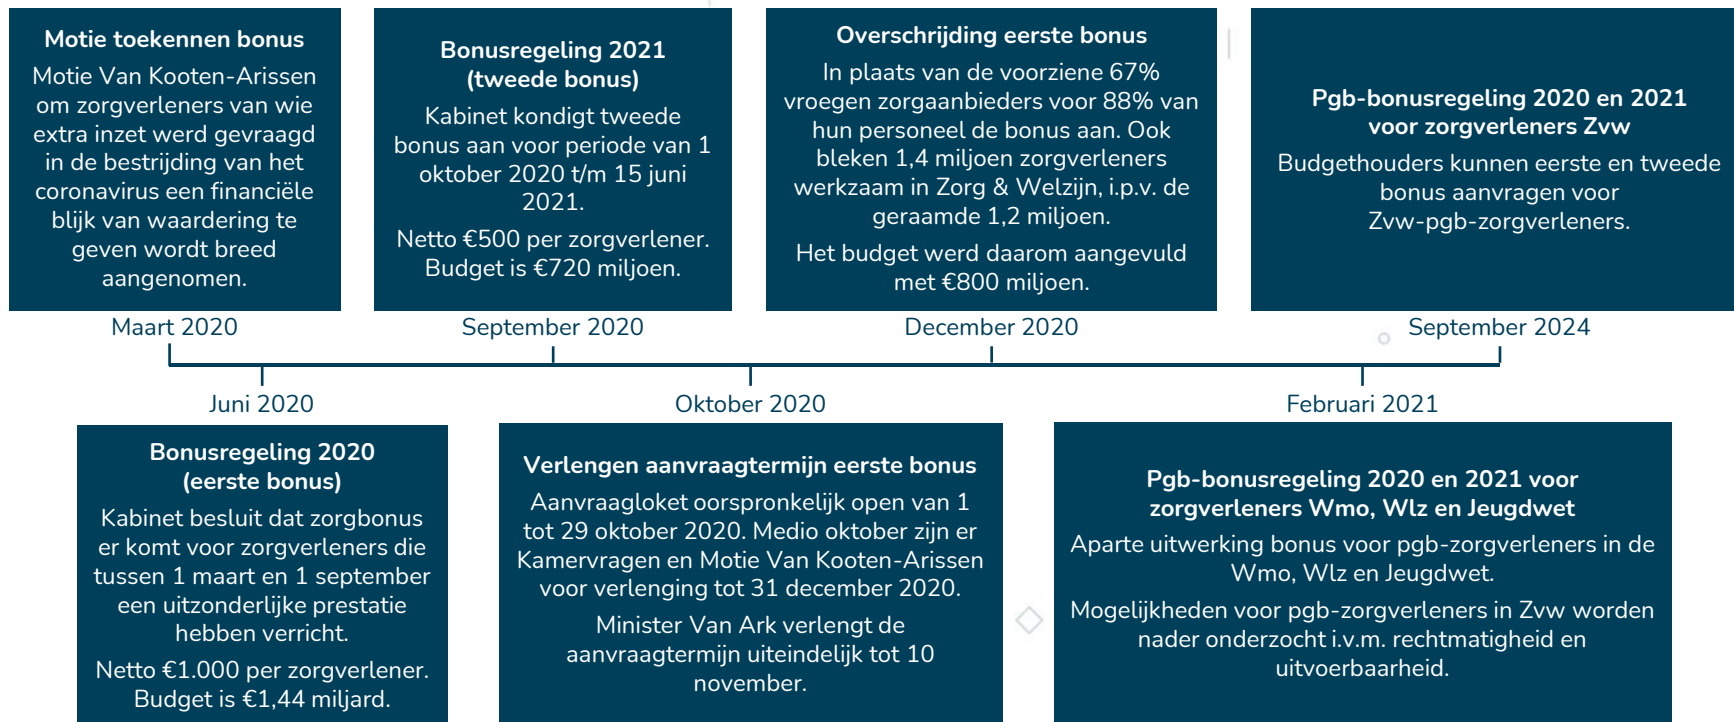 Motie toekennen bonus
Motie Van Kooten-Arissen
om zorgverleners van wie
extra inzet werd gevraagd
in de bestrijding van het
coronavirus een financiële
blijk van waardering te
geven wordt breed
aangenomen.
Maart 2020
Juni 2020
Bonusregeling 2020
(eerste bonus)
Kabinet besluit dat zorgbonus
er komt voor zorgverleners die
tussen 1 maart en 1 september
een uitzonderlijke prestatie
hebben verricht.
Netto €1.000 per zorgverlener.
Budget is €1,44 miljard.
Bonusregeling 2021
(tweede bonus)
Kabinet kondigt tweede
bonus aan voor periode van 1
oktober 2020 t/m 15 juni
2021.
Netto €500 per zorgverlener.
Budget is €720 miljoen.
September 2020
Oktober 2020
Verlengen aanvraagtermijn eerste bonus
Aanvraagloket oorspronkelijk open van 1
tot 29 oktober 2020. Medio oktober zijn er
Kamervragen en Motie Van Kooten-Arissen
voor verlenging tot 31 december 2020.
Minister Van Ark verlengt de
aanvraagtermijn uiteindelijk tot 10
november.
Overschrijding eerste bonus
In plaats van de voorziene 67%
vroegen zorgaanbieders voor 88% van
hun personeel de bonus aan. Ook
bleken 1,4 miljoen zorgverleners
werkzaam in Zorg & Welzijn, i.p.v. de
geraamde 1,2 miljoen.
Het budget werd daarom aangevuld
met €800 miljoen.
December 2020
Februari 2021
Pgb-bonusregeling 2020 en 2021 voor
zorgverleners Wmo, Wlz en Jeugdwet
Aparte uitwerking bonus voor pgb-zorgverleners in de
Wmo, Wlz en Jeugdwet.
Mogelijkheden voor pgb-zorgverleners in Zvw worden
nader onderzocht i.v.m. rechtmatigheid en
uitvoerbaarheid.
Pgb-bonusregeling 2020 en 2021
voor zorgverleners Zvw
Budgethouders kunnen eerste en tweede
bonus aanvragen voor
Zvw-pgb-zorgverleners.
September 2024